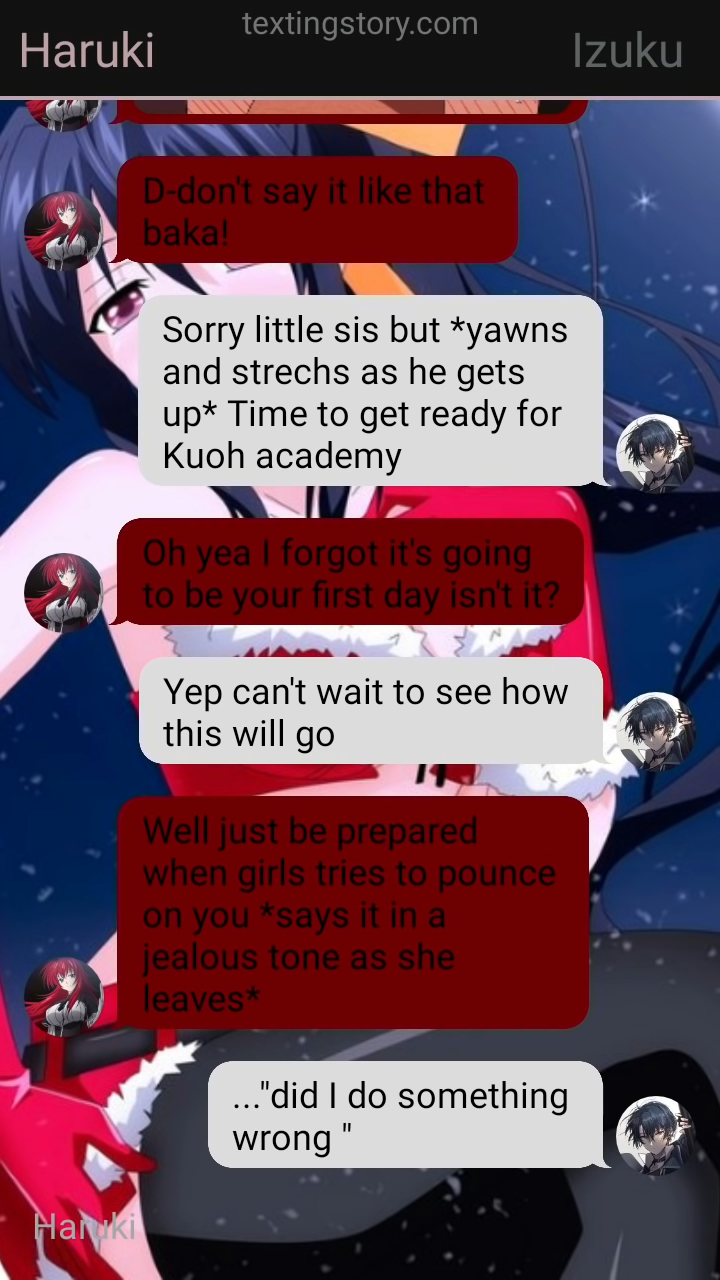 textingstory.com
Haruki
Izuku
D-don't say it like that
baka!
Sorry little sis but *yawns
and strechs as he gets
up* Time to get ready for
Kuoh academy
Oh yea I forgot it's going
to be your first day isn't it?
Yep can't wait to see how
this will go
Well just be prepared
when girls tries to pounce
on you *says it in a
jealous tone as she
leaves*
..."did I do something
wrong "
Haruki